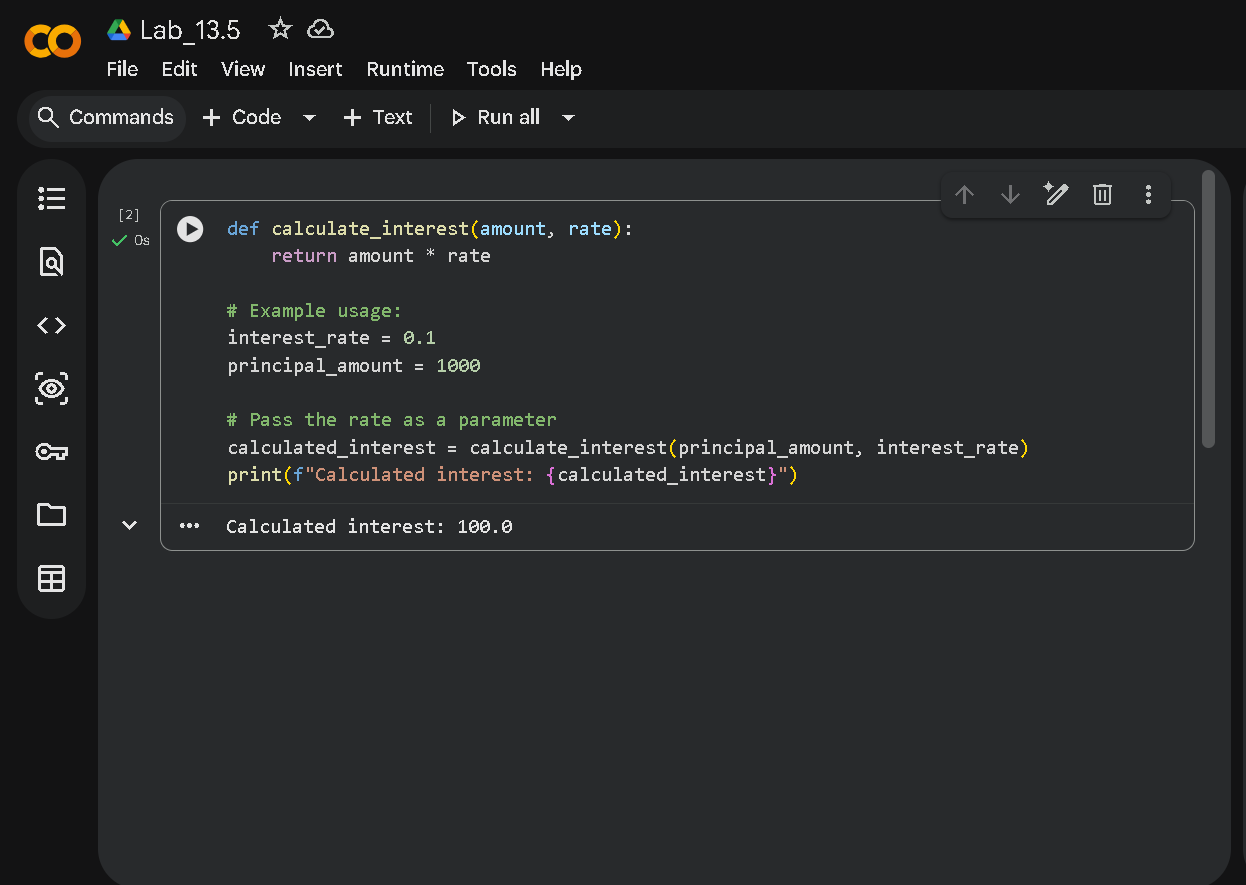 Lab_13.5
File Edit View Insert Runtime Tools Help
Commands + Code + Text Run all
[2]
0s
def calculate_interest(amount, rate):
    return amount * rate
# Example usage:
interest_rate = 0.1
principal_amount = 1000
# Pass the rate as a parameter
calculated_interest = calculate_interest(principal_amount, interest_rate)
print(f"Calculated interest: {calculated_interest}")
Calculated interest: 100.0